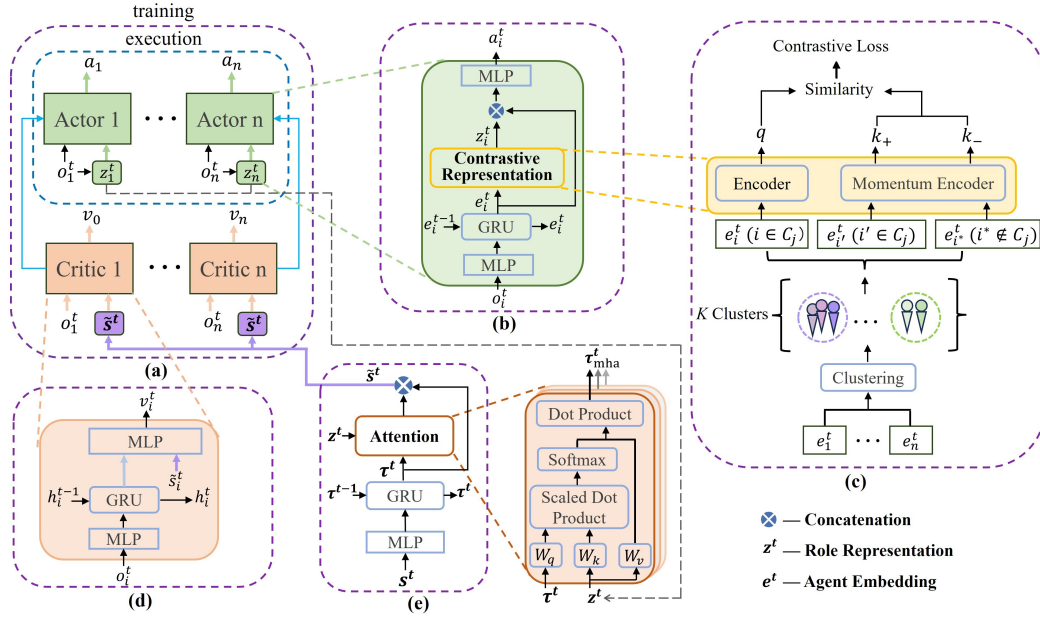 training
execution
a_1
a_n
Actor 1
• • •
Actor n
o_1^t
z_1^t
o_n^t
z_n^t
v_0
v_n
Critic 1
• • •
Critic n
o_1^t
s̃^t
o_n^t
s̃^t
(a)
a_i^t
MLP
z_i^t
Contrastive
Representation
e_i^t
e_i^{t-1}
GRU
e_i^t
MLP
o_i^t
(b)
Contrastive Loss
Similarity
q
k_+
k_-
Encoder
Momentum Encoder
e_i^t (i ∈ C_j)
e_{i'}^t (i' ∈ C_j)
e_{i*}^t (i* ∉ C_j)
K Clusters
• • •
Clustering
e_1^t
• • •
e_n^t
(c)
v_i^t
MLP
s̃_i^t
h_i^{t-1}
GRU
h_i^t
MLP
o_i^t
(d)
s̃^t
z^t
Attention
τ^t
τ^{t-1}
GRU
τ^t
MLP
s^t
(e)
τ_mha^t
Dot Product
Softmax
Scaled Dot
Product
W_q
W_k
W_v
τ^t
z^t
— Concatenation
z^t — Role Representation
e^t — Agent Embedding